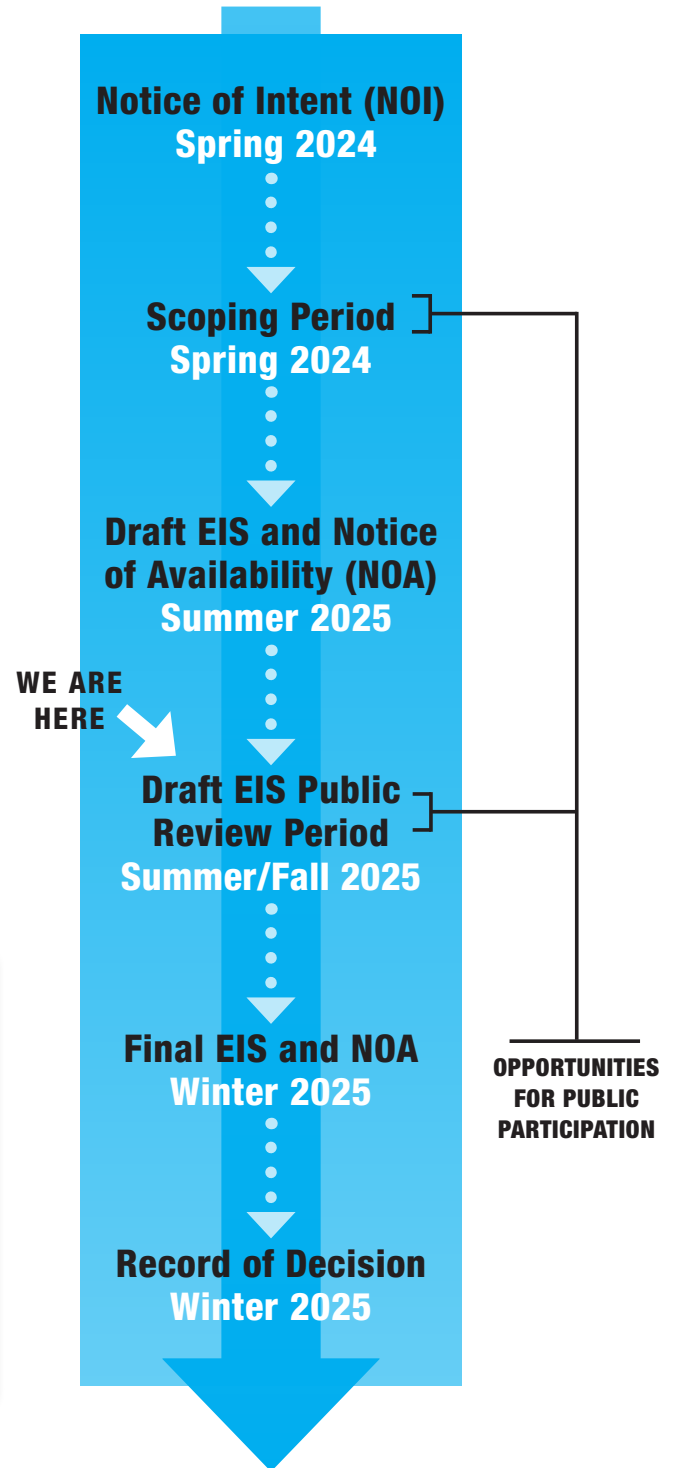 Notice of Intent (NOI)
Spring 2024
Scoping Period
Spring 2024
Draft EIS and Notice
of Availability (NOA)
Summer 2025
WE ARE
HERE
Draft EIS Public
Review Period
Summer/Fall 2025
Final EIS and NOA
Winter 2025
OPPORTUNITIES
FOR PUBLIC
PARTICIPATION
Record of Decision
Winter 2025